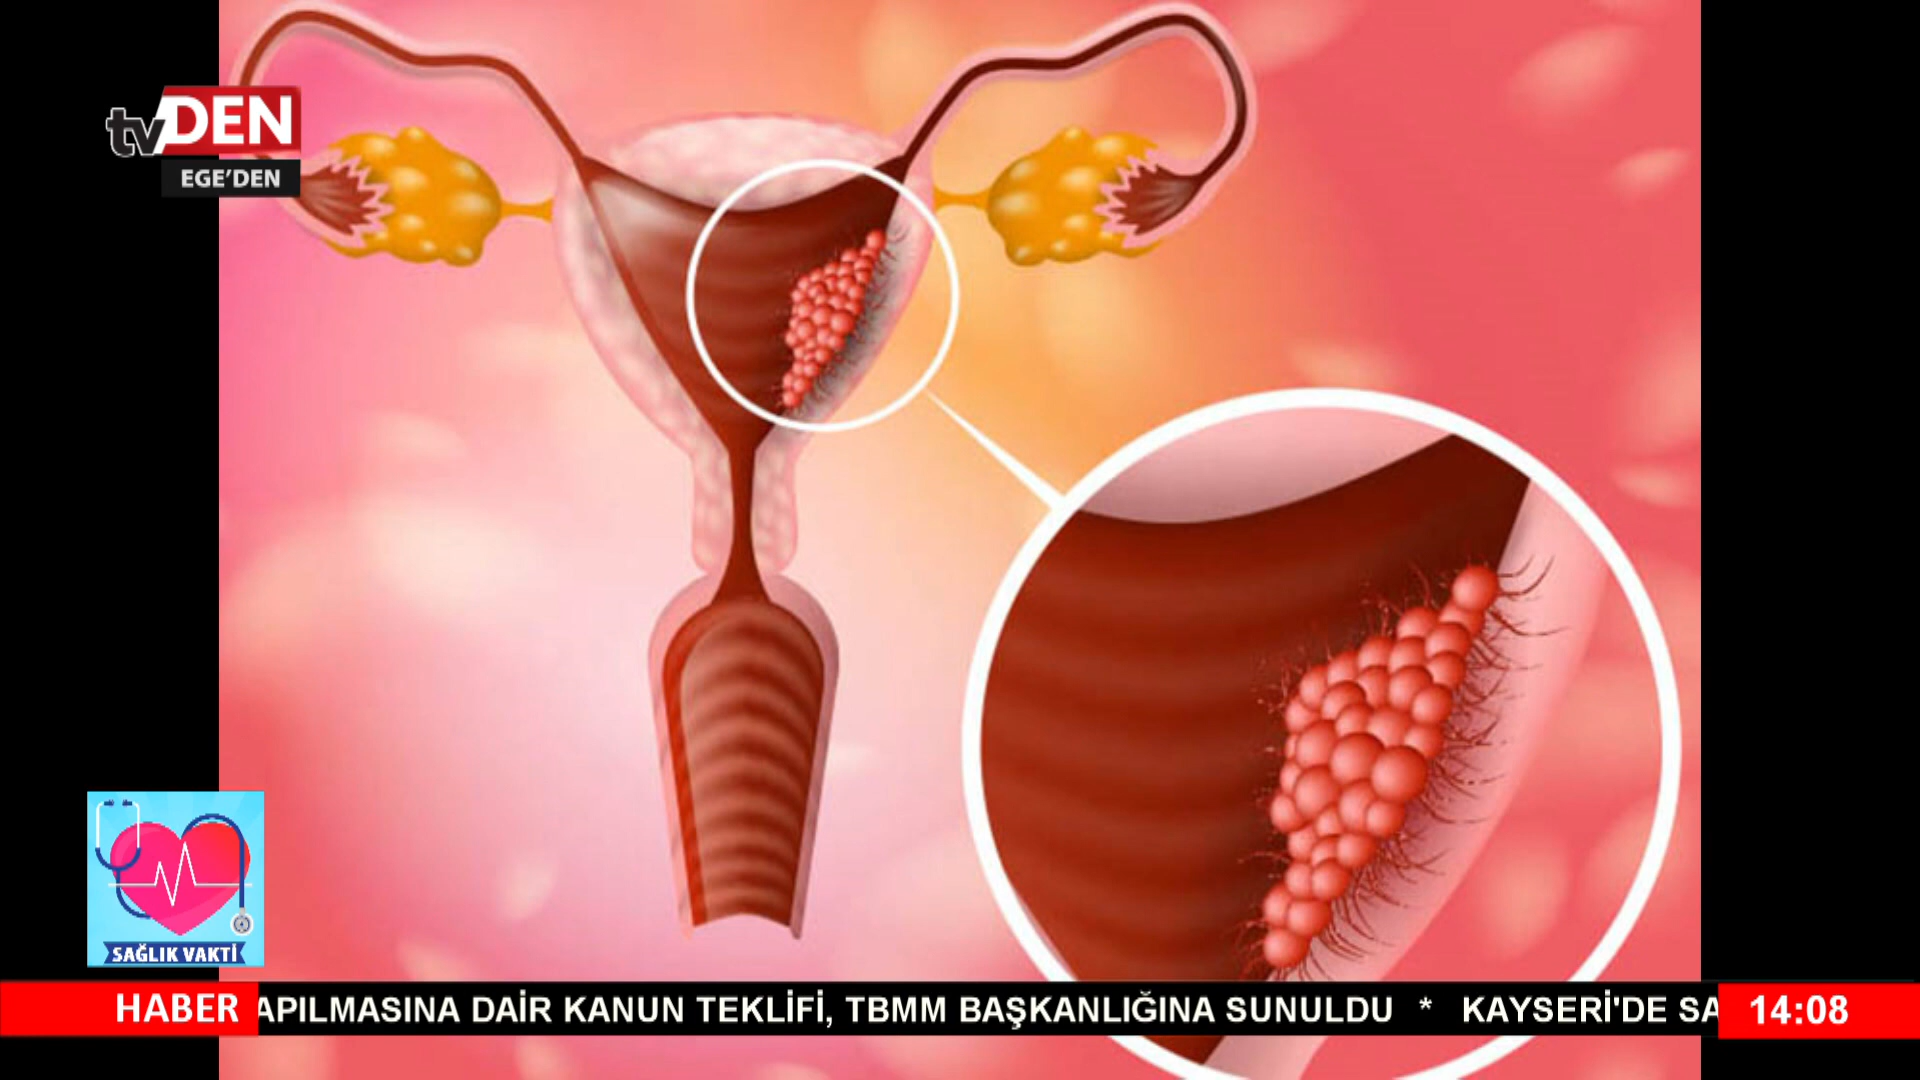 tvDEN
EGE'DEN
SAĞLIK VAKTİ
HABER
APILMASINA DAİR KANUN TEKLİFİ, TBMM BAŞKANLIĞINA SUNULDU * KAYSERİ'DE SA
14:08